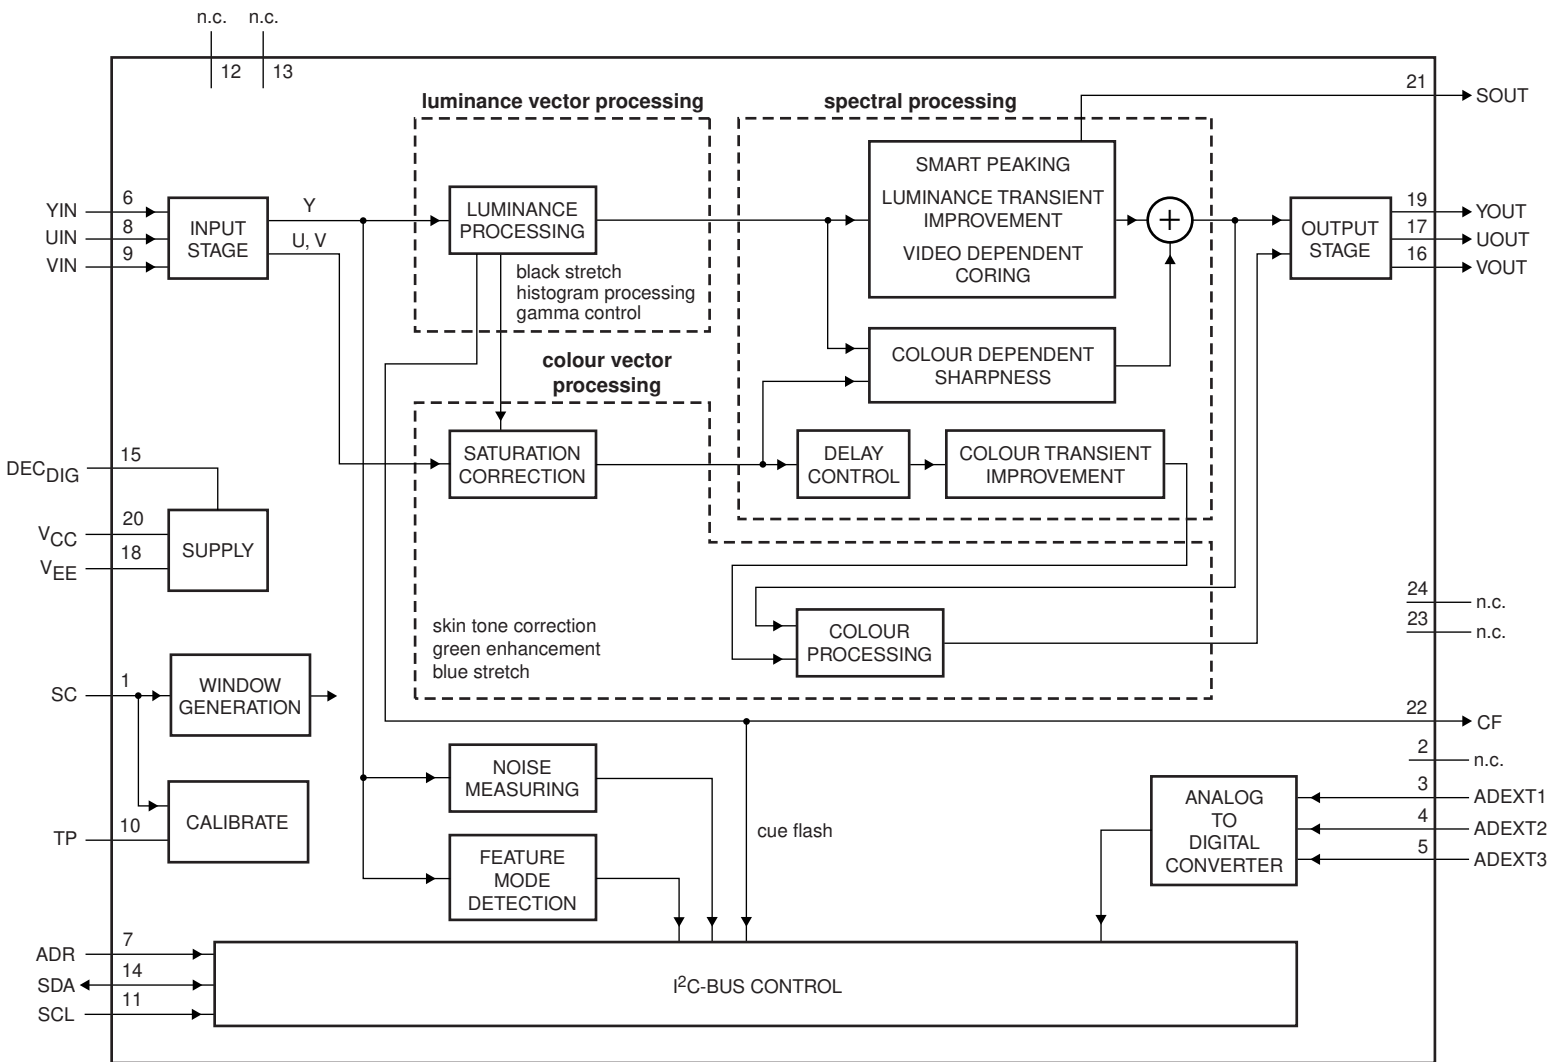 n.c. n.c.
12 13
luminance vector processing
spectral processing
21 SOUT
YIN 6
UIN 8
VIN 9
INPUT
STAGE
Y
U, V
LUMINANCE
PROCESSING
black stretch
histogram processing
gamma control
SMART PEAKING
LUMINANCE TRANSIENT
IMPROVEMENT
VIDEO DEPENDENT
CORING
+
OUTPUT
STAGE
19 YOUT
17 UOUT
16 VOUT
colour vector
processing
COLOUR DEPENDENT
SHARPNESS
SATURATION
CORRECTION
DELAY
CONTROL
COLOUR TRANSIENT
IMPROVEMENT
DECDIG 15
VCC 20
VEE 18
SUPPLY
skin tone correction
green enhancement
blue stretch
COLOUR
PROCESSING
24 n.c.
23 n.c.
SC 1
WINDOW
GENERATION
22 CF
2 n.c.
NOISE
MEASURING
CALIBRATE
TP 10
cue flash
ANALOG
TO
DIGITAL
CONVERTER
3 ADEXT1
4 ADEXT2
5 ADEXT3
FEATURE
MODE
DETECTION
ADR 7
SDA 14
SCL 11
I2C-BUS CONTROL